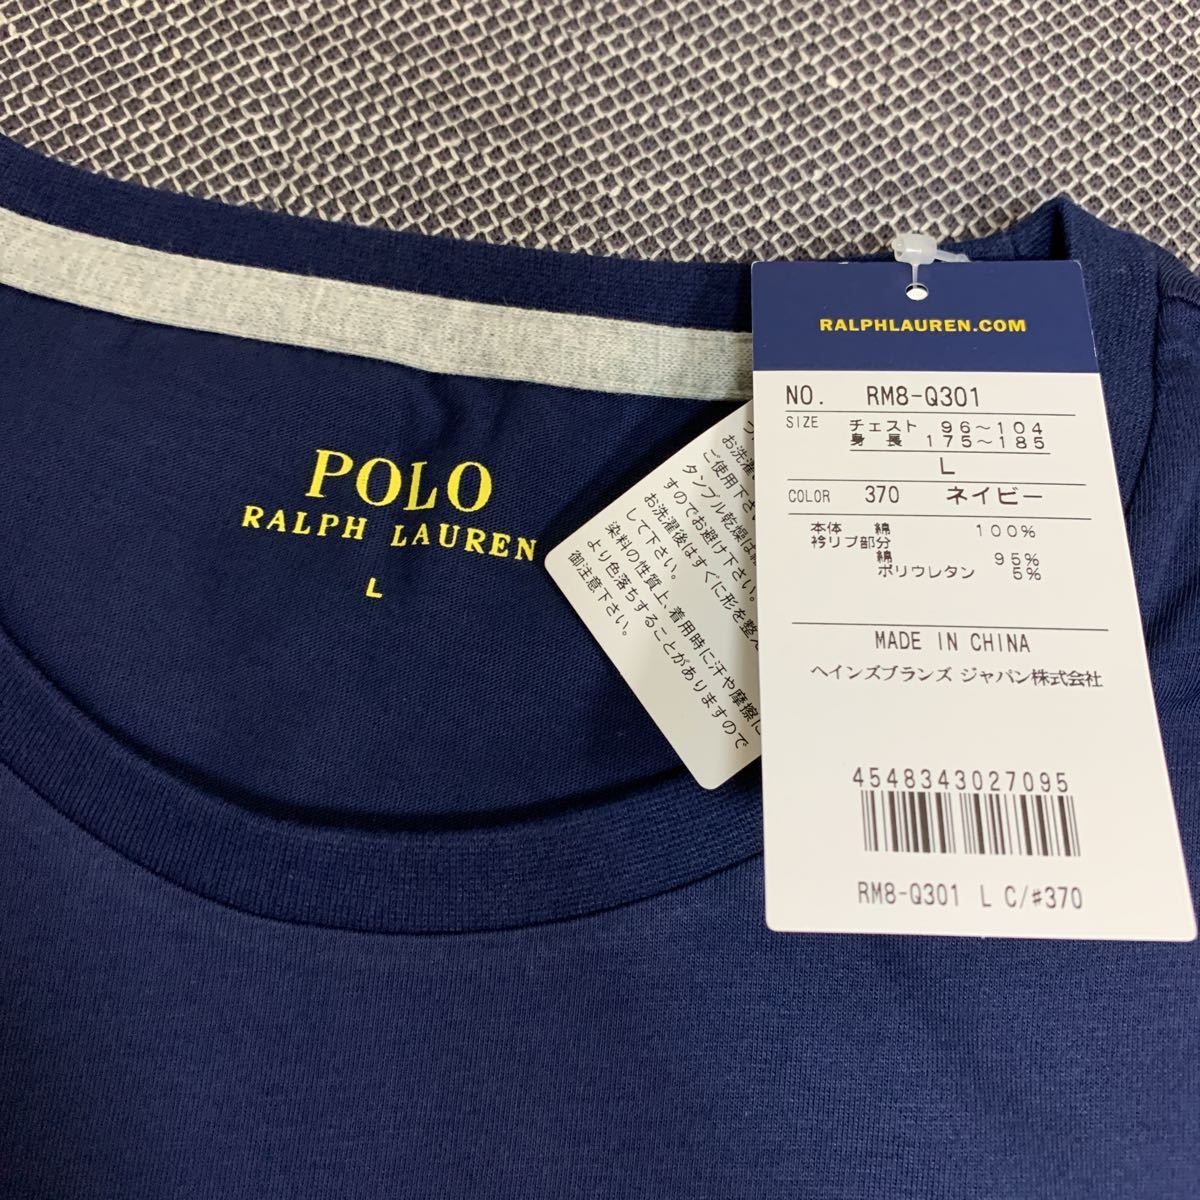 POLO
RALPH LAUREN
L
お洗濯
ご使用下さい
タンブル乾燥は
すのでお避け下さい。
お洗濯後はすぐに形を整え
して下さい。
染料の性質上、着用時に汗や摩擦に
より色落ちすることがありますので
御注意下さい。
RALPHLAUREN.COM
NO. RM8-Q301
SIZE チェスト 96〜104
身 長 175〜185
L
COLOR 370 ネイビー
本体 綿 100%
衿リブ部分
綿 95%
ポリウレタン 5%
MADE IN CHINA
ヘインズブランズ ジャパン株式会社
4548343027095
RM8-Q301 L C/#370